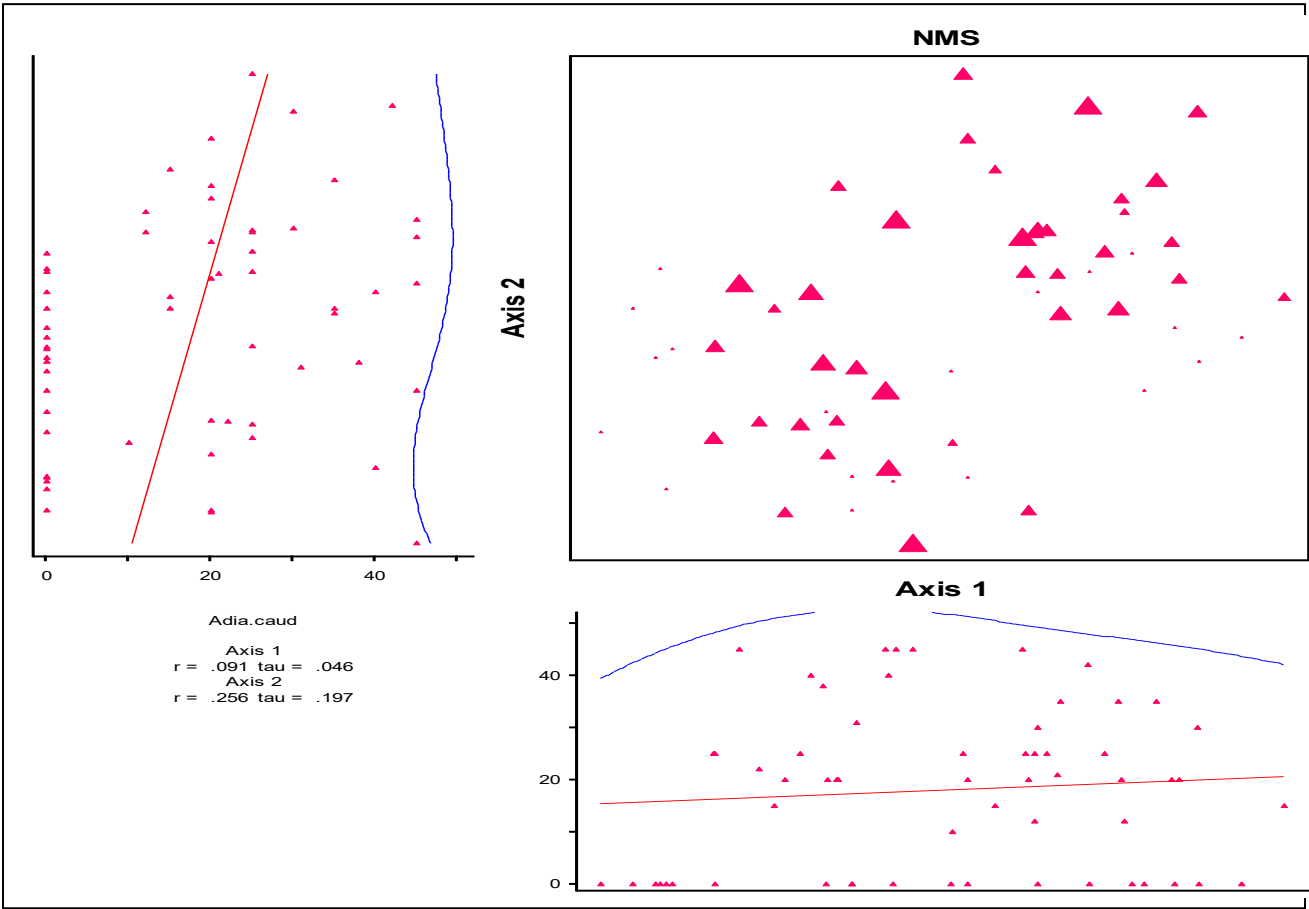 NMS
Axis 2
0
20
40
Adia.caud
Axis 1
r = .091 tau = .046
Axis 2
r = .256 tau = .197
Axis 1
40
20
0